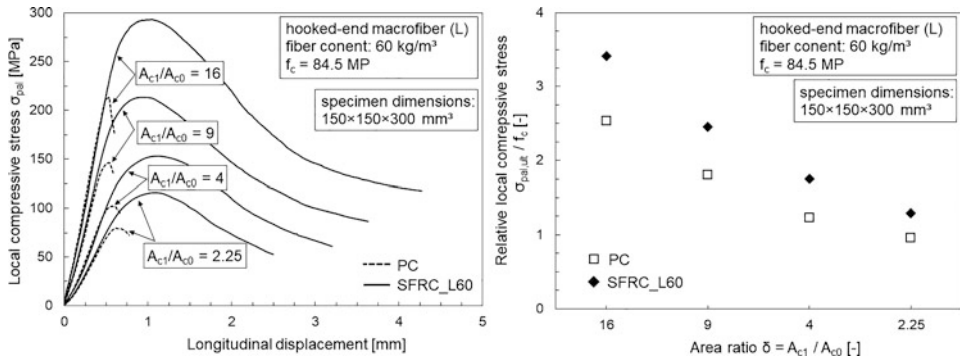 Local compressive stress σpal [MPa]
300
250
200
150
100
50
0
0
1
2
3
4
5
Longitudinal displacement [mm]
hooked-end macrofiber (L)
fiber conent: 60 kg/m³
fc = 84.5 MP
specimen dimensions:
150×150×300 mm³
Ac1/Ac0 = 16
Ac1/Ac0 = 9
Ac1/Ac0 = 4
Ac1/Ac0 = 2.25
PC
SFRC_L60
Relative local comrepssive stress
σpal,ult / fc [-]
4
3
2
1
0
16
9
4
2.25
Area ratio δ = Ac1 / Ac0 [-]
hooked-end macrofiber (L)
fiber conent: 60 kg/m³
fc = 84.5 MP
specimen dimensions:
150×150×300 mm³
PC
SFRC_L60